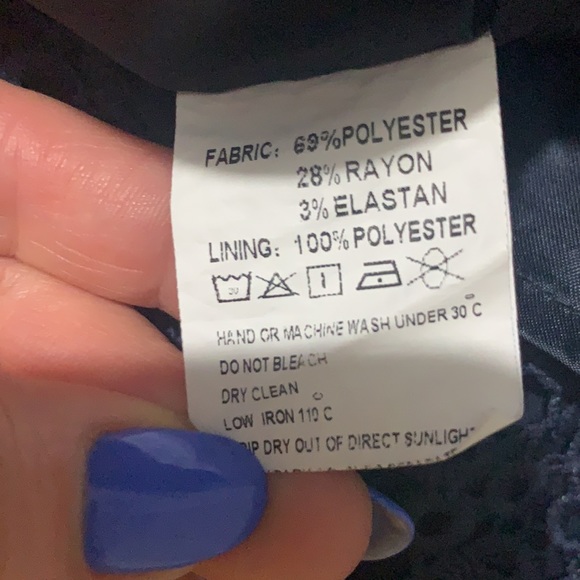 FABRIC: 69%POLYESTER
28% RAYON
3% ELASTAN
LINING: 100% POLYESTER
30
HAND OR MACHINE WASH UNDER 30°C
DO NOT BLEACH
DRY CLEAN
LOW IRON 110°C
DRIP DRY OUT OF DIRECT SUNLIGHT